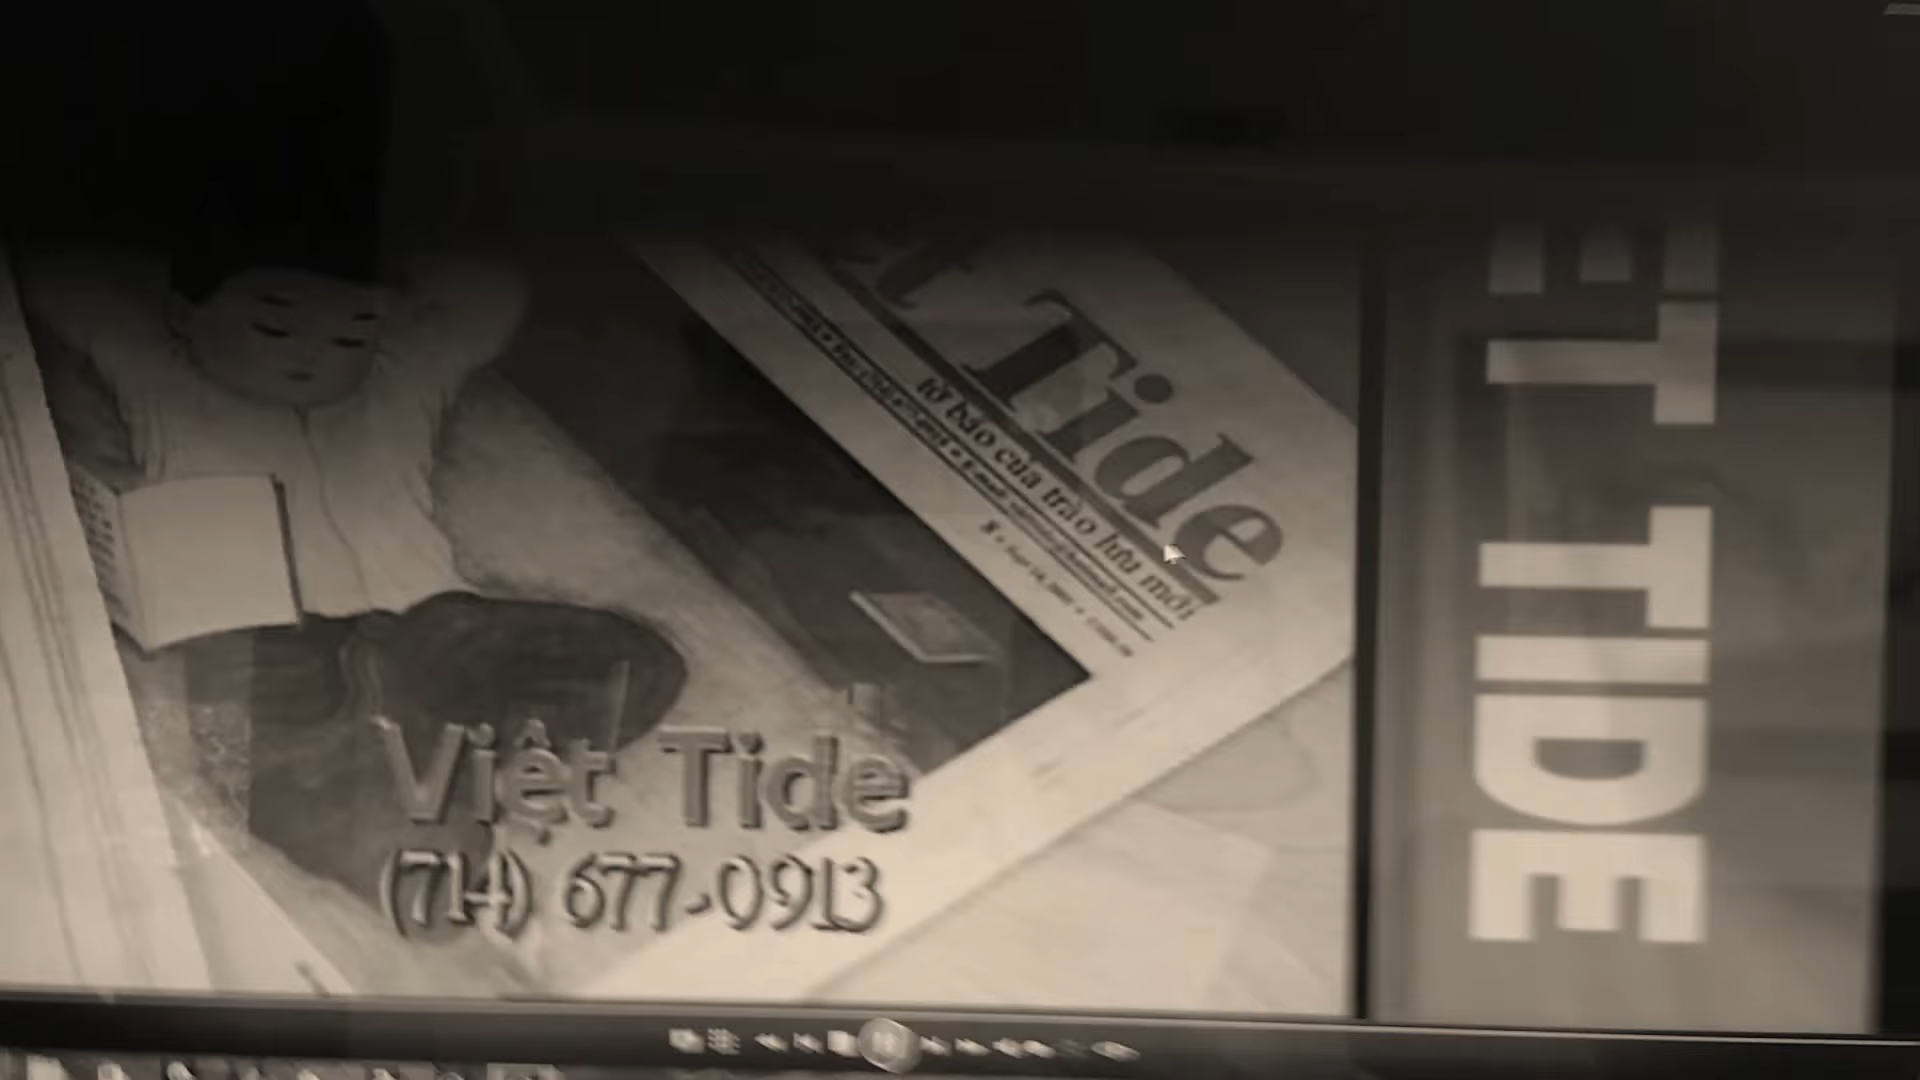 Tide
tờ báo của trào lưu mới
Việt Tide
(714) 677-0913
ET TIDE